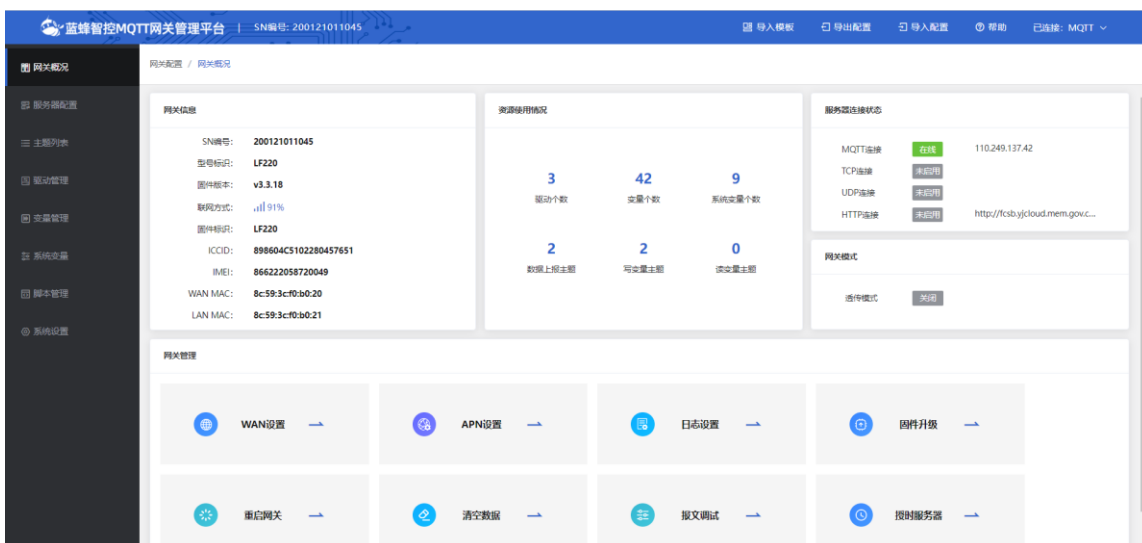 蓝蜂智控MQTT网关管理平台 | SN编号: 200121011045 导入模板 导出配置 导入配置 帮助 已连接: MQTT
网关概况
服务器配置
主题列表
驱动管理
变量管理
系统变量
脚本管理
系统设置
网关配置 / 网关概况
网关信息
SN编号: 200121011045
型号标识: LF220
固件版本: v3.3.18
联网方式: 91%
固件标识: LF220
ICCID: 898604C5102280457651
IMEI: 866222058720049
WAN MAC: 8c:59:3c:f0:b0:20
LAN MAC: 8c:59:3c:f0:b0:21
资源使用情况
3 42 9
驱动个数 变量个数 系统变量个数
2 2 0
数据上报主题 写变量主题 读变量主题
服务器连接状态
MQTT连接 在线 110.249.137.42
TCP连接 未启用
UDP连接 未启用
HTTP连接 未启用 http://fcsb.yjcloud.mem.gov.c...
网关模式
透传模式 关闭
网关管理
WAN设置 APN设置 日志设置 固件升级
重启网关 清空数据 报文调试 授时服务器